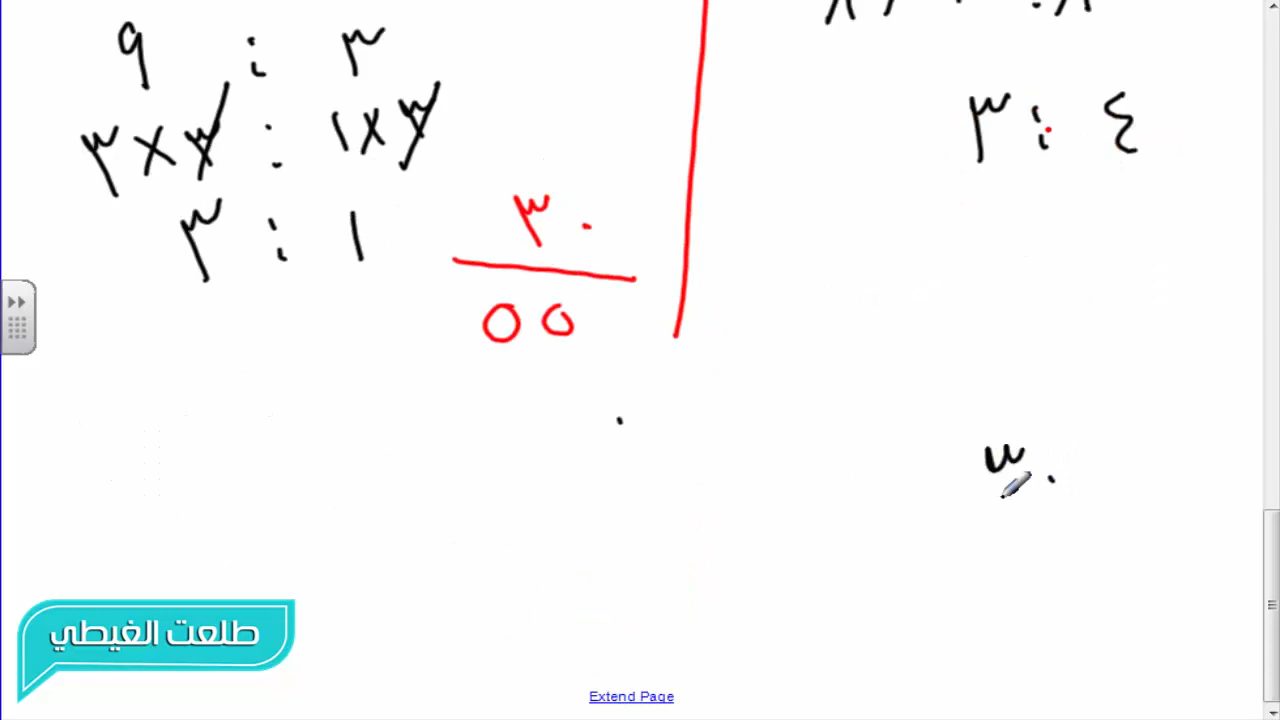 ٩ : ٣
٣ × ٣ : ١ × ٣
٣ : ١
٣٠
٥٥
٣ : ٤
٣٠
طلعت الغيطي
Extend Page